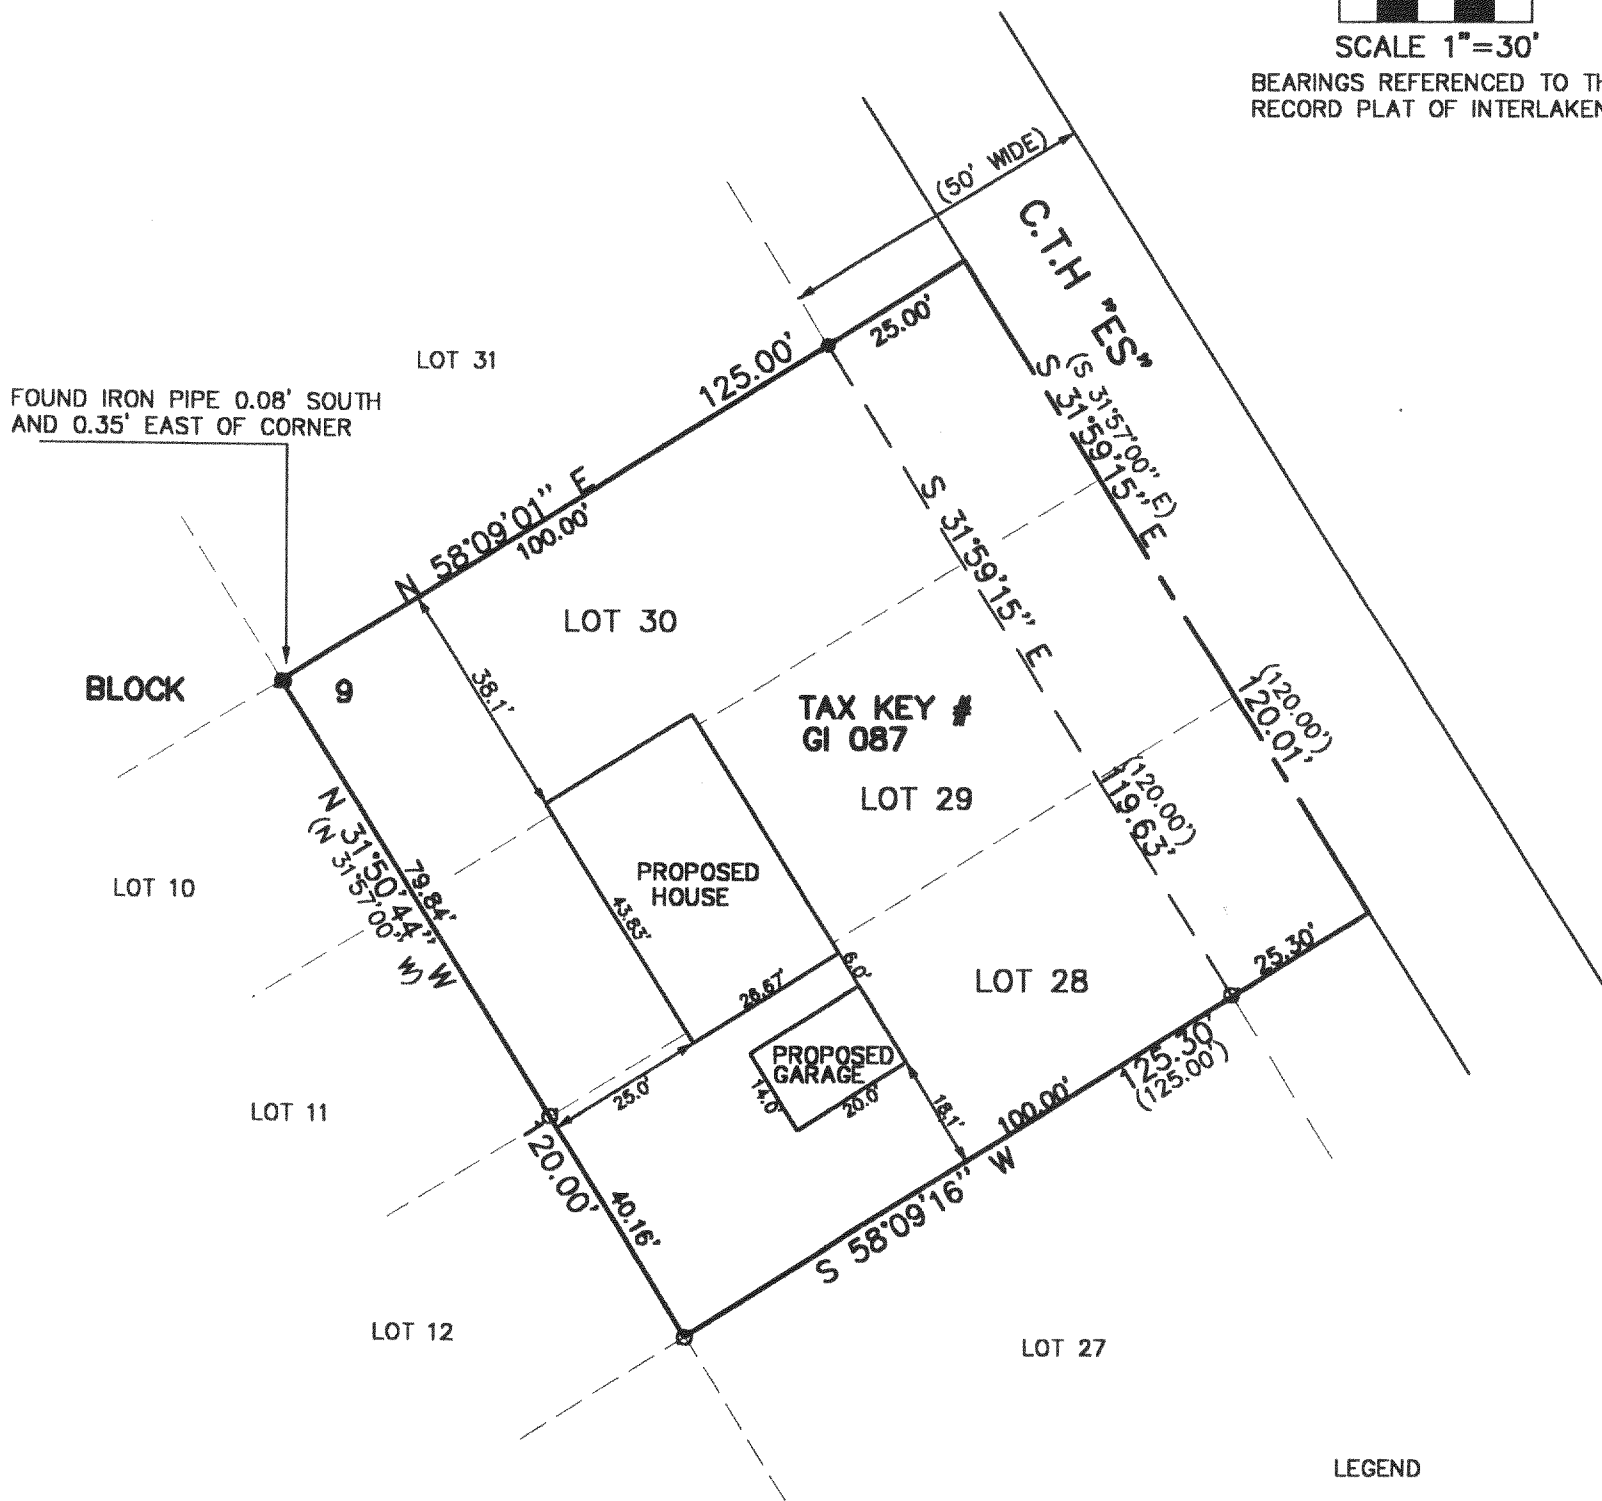 SCALE 1"=30'
BEARINGS REFERENCED TO TH
RECORD PLAT OF INTERLAKEN
(50' WIDE)
C.T.H "ES"
25.00'
LOT 31
125.00'
FOUND IRON PIPE 0.08' SOUTH
AND 0.35' EAST OF CORNER
S 31°59'15" E
(S 31°57'00" E)
N 58°09'01" E
100.00'
S 31°59'15" E
LOT 30
BLOCK 9
38.1'
TAX KEY #
GI 087
(120.00')
120.01'
LOT 29
(120.00')
119.63'
N 31°50'44" W
(N 31°57'00" W)
79.84'
PROPOSED
HOUSE
LOT 10
43.83'
6.0'
25.30'
LOT 28
26.67'
PROPOSED
GARAGE
125.30'
(125.00')
14.0'
20.0'
25.0'
18.1'
100.00'
LOT 11
120.00'
40.16'
S 58°09'16" W
LOT 12
LOT 27
LEGEND